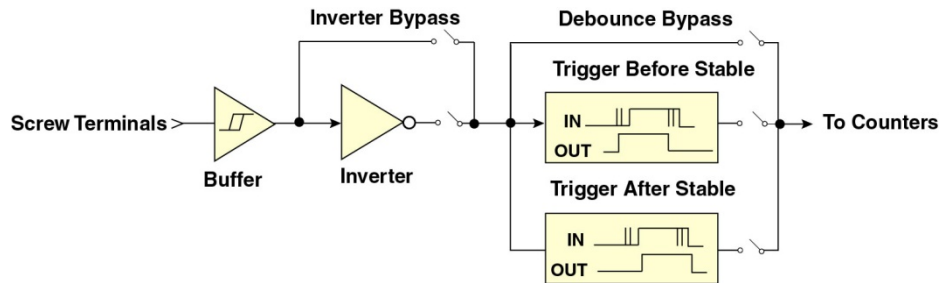 Inverter Bypass
Debounce Bypass
Trigger Before Stable
Screw Terminals
IN
OUT
To Counters
Buffer
Inverter
Trigger After Stable
IN
OUT